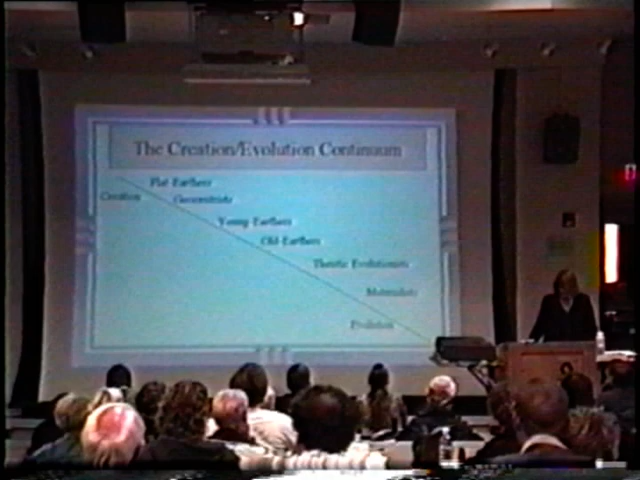 The Creation/Evolution Continuum
Flat Earthers
Creation
Geocentrists
Young-Earthers
Old-Earthers
Theistic Evolutionists
Materialists
Evolution